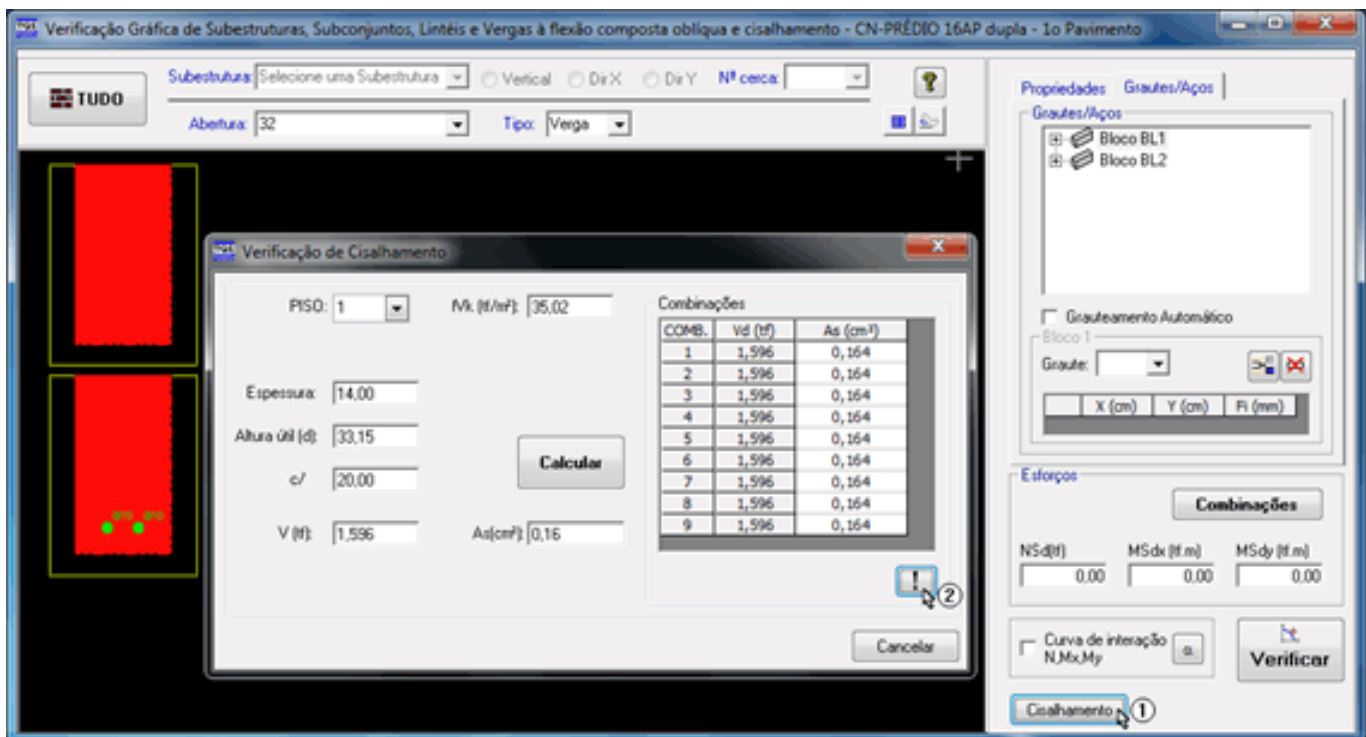 Verificação Gráfica de Subestruturas, Subconjuntos, Lintéis e Vergas à flexão composta oblíqua e cisalhamento - CN-PRÉDIO 16AP dupla - 1o Pavimento
TUDO
Subestrutura: Selecione uma Subestrutura Vertical Dir X Dir Y Nº cerca:
Abertura: 32 Tipo: Verga
Propriedades Grautes/Aços
Grautes/Aços
Bloco BL1
Bloco BL2
Grauteamento Automático
Bloco 1
Graute:
X (cm) Y (cm) Fi (mm)
Esforços
Combinações
NSd(tf) MSdx (tf.m) MSdy (tf.m)
0,00 0,00 0,00
Curva de interação
N,Mx,My
α
Verificar
Cisalhamento 1
Verificação de Cisalhamento
PISO: 1 fVk (tf/m²): 35,02
Espessura: 14,00
Altura útil (d): 33,15
c/ 20,00
Calcular
V (tf): 1,596 As(cm²): 0,16
Combinações
COMB. Vd (tf) As (cm²)
1 1,596 0,164
2 1,596 0,164
3 1,596 0,164
4 1,596 0,164
5 1,596 0,164
6 1,596 0,164
7 1,596 0,164
8 1,596 0,164
9 1,596 0,164
! 2
Cancelar